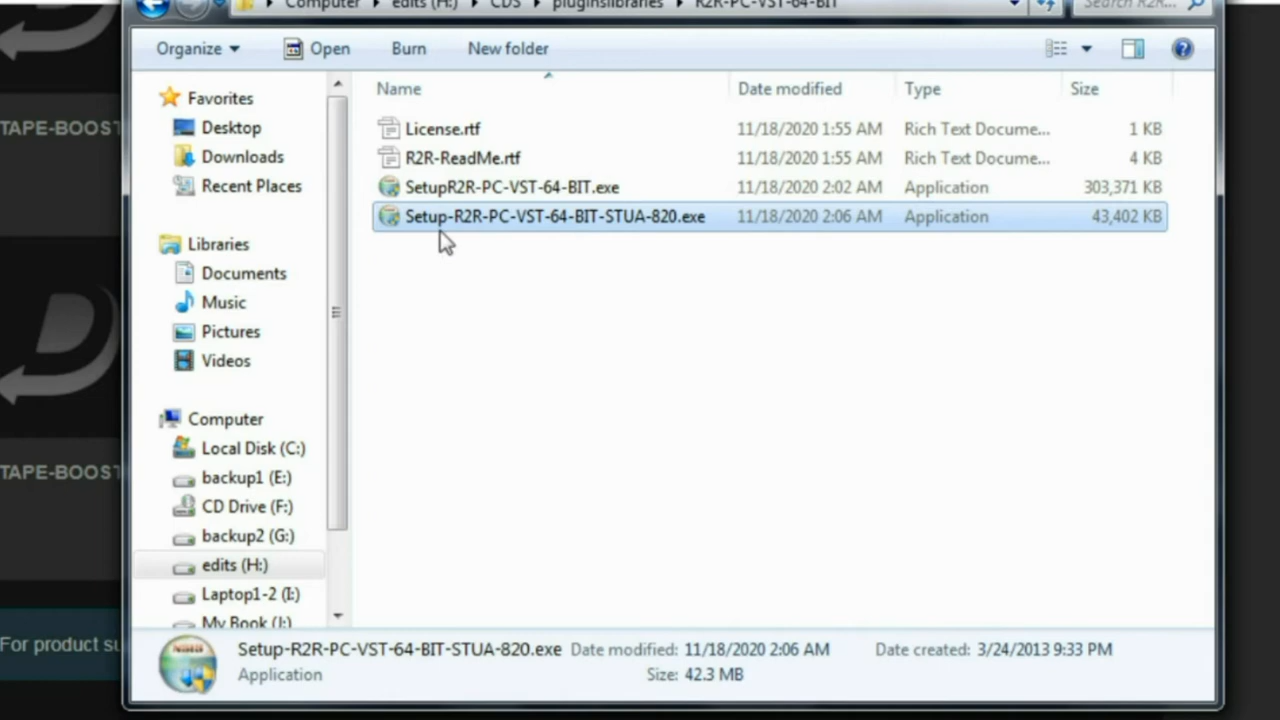 Computer edits (H:) CDS pluginslibraries R2R-PC-VST-64-BIT Search R2R...
Organize Open Burn New folder
Name Date modified Type Size
License.rtf 11/18/2020 1:55 AM Rich Text Docume... 1 KB
R2R-ReadMe.rtf 11/18/2020 1:55 AM Rich Text Docume... 4 KB
SetupR2R-PC-VST-64-BIT.exe 11/18/2020 2:02 AM Application 303,371 KB
Setup-R2R-PC-VST-64-BIT-STUA-820.exe 11/18/2020 2:06 AM Application 43,402 KB
Favorites
Desktop
Downloads
Recent Places
Libraries
Documents
Music
Pictures
Videos
Computer
Local Disk (C:)
backup1 (E:)
CD Drive (F:)
backup2 (G:)
edits (H:)
Laptop1-2 (I:)
My Book (J:)
TAPE-BOOST
TAPE-BOOST
For product su
Setup-R2R-PC-VST-64-BIT-STUA-820.exe Date modified: 11/18/2020 2:06 AM Date created: 3/24/2013 9:33 PM
Application Size: 42.3 MB